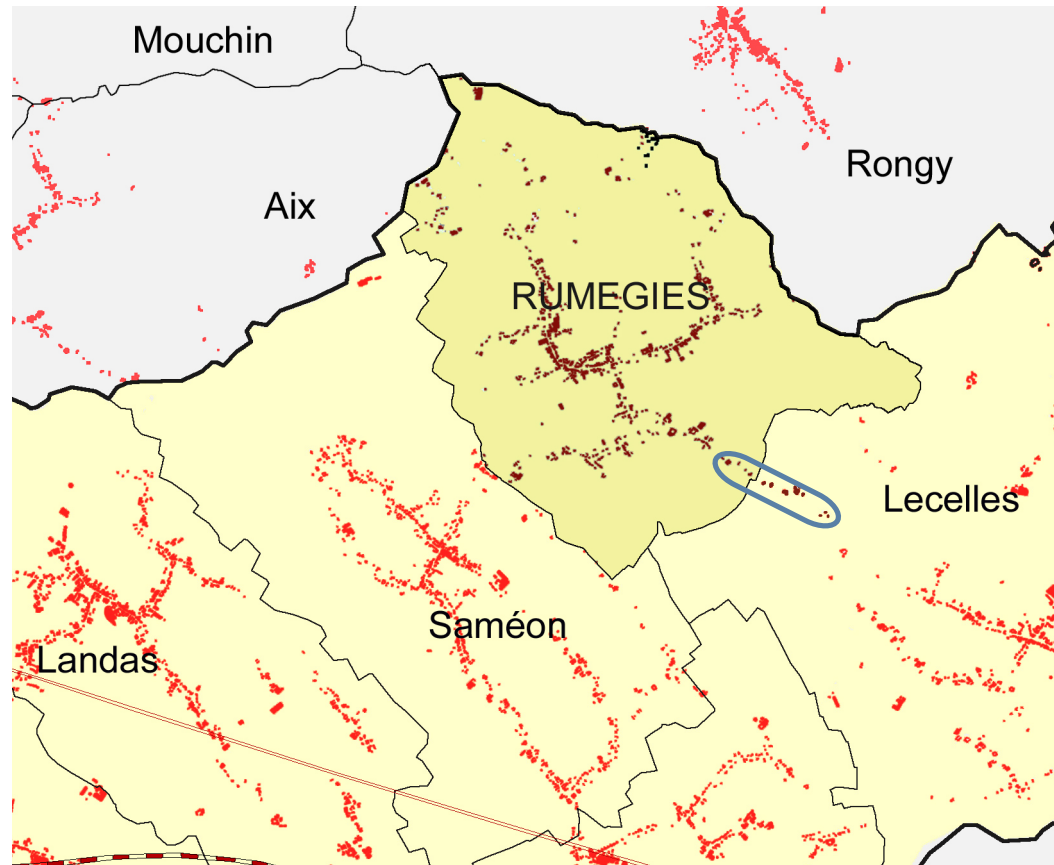 Mouchin
Rongy
Aix
RUMEGIES
Lecelles
Saméon
Landas